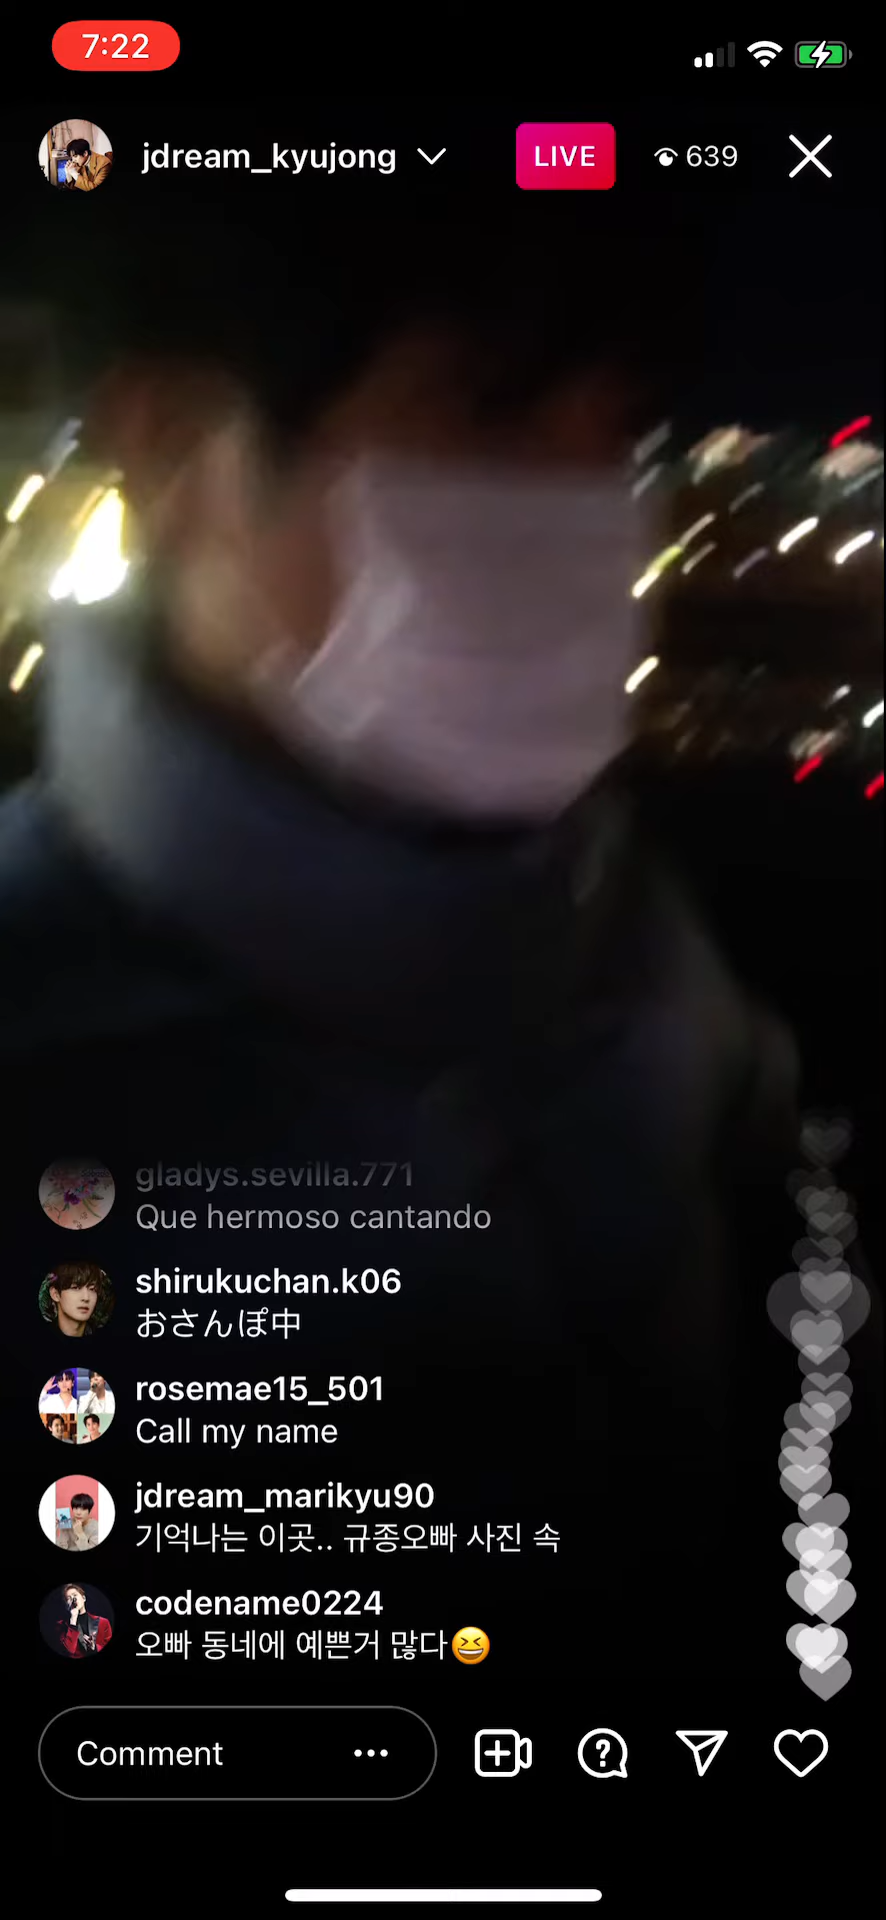 7:22
jdream_kyujong
LIVE
639
gladys.sevilla.771
Que hermoso cantando
shirukuchan.k06
おさんぽ中
rosemae15_501
Call my name
jdream_marikyu90
기억나는 이곳.. 규종오빠 사진 속
codename0224
오빠 동네에 예쁜거 많다😆
Comment